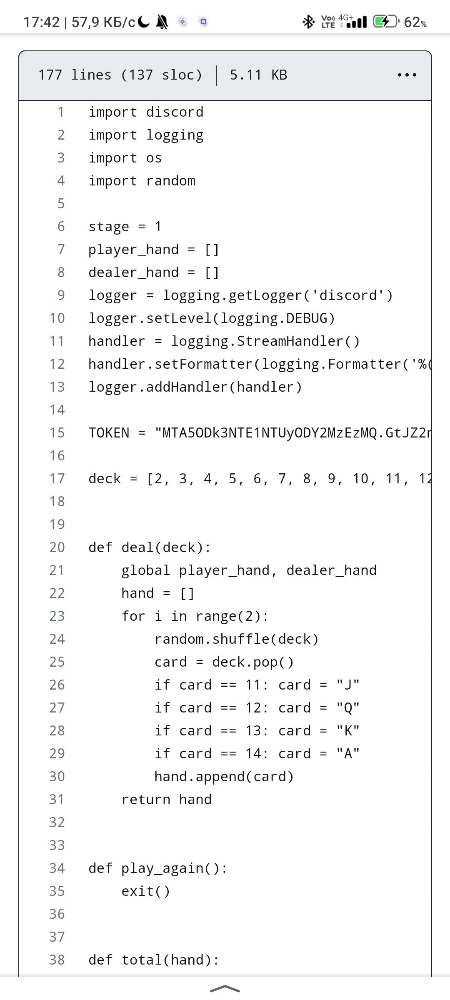 17:42 | 57,9 КБ/с Vo)) LTE 4G+ 62%
177 lines (137 sloc) | 5.11 KB
1 import discord
2 import logging
3 import os
4 import random
5
6 stage = 1
7 player_hand = []
8 dealer_hand = []
9 logger = logging.getLogger('discord')
10 logger.setLevel(logging.DEBUG)
11 handler = logging.StreamHandler()
12 handler.setFormatter(logging.Formatter('%(
13 logger.addHandler(handler)
14
15 TOKEN = "MTA5ODk3NTE1NTUyODY2MzEzMQ.GtJZ2r
16
17 deck = [2, 3, 4, 5, 6, 7, 8, 9, 10, 11, 12
18
19
20 def deal(deck):
21     global player_hand, dealer_hand
22     hand = []
23     for i in range(2):
24         random.shuffle(deck)
25         card = deck.pop()
26         if card == 11: card = "J"
27         if card == 12: card = "Q"
28         if card == 13: card = "K"
29         if card == 14: card = "A"
30         hand.append(card)
31     return hand
32
33
34 def play_again():
35     exit()
36
37
38 def total(hand):